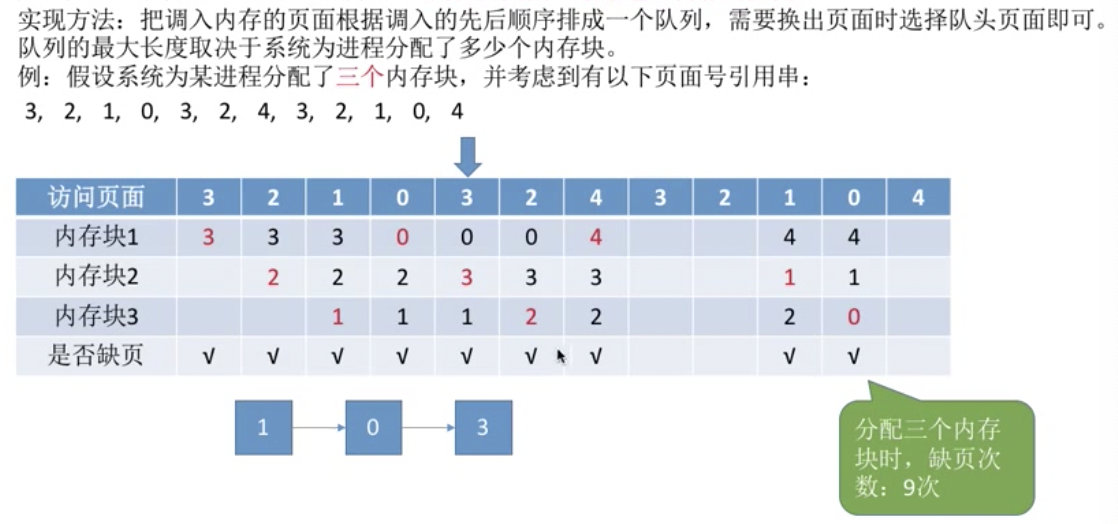 实现方法：把调入内存的页面根据调入的先后顺序排成一个队列，需要换出页面时选择队头页面即可。
队列的最大长度取决于系统为进程分配了多少个内存块。
例：假设系统为某进程分配了三个内存块，并考虑到有以下页面号引用串：
3, 2, 1, 0, 3, 2, 4, 3, 2, 1, 0, 4
访问页面 3 2 1 0 3 2 4 3 2 1 0 4
内存块1 3 3 3 0 0 0 4 4 4
内存块2 2 2 2 3 3 3 1 1
内存块3 1 1 1 2 2 2 0
是否缺页 √ √ √ √ √ √ √ √ √
1 0 3
分配三个内存
块时，缺页次
数：9次